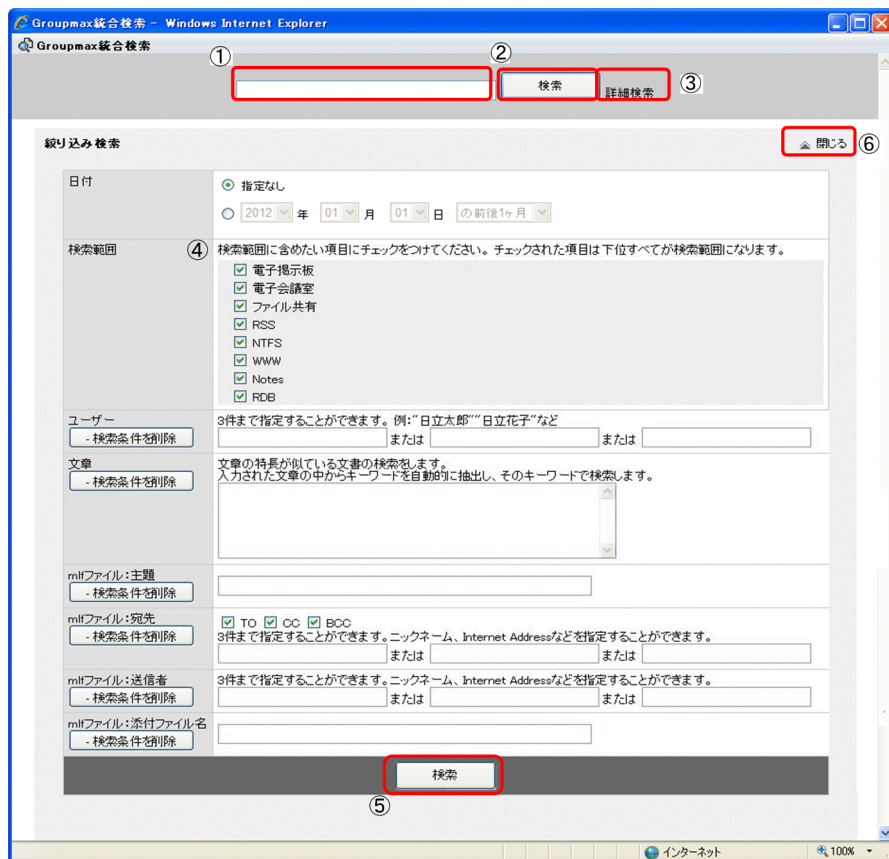 Groupmax統合検索 - Windows Internet Explorer
Groupmax統合検索
① ② ③
検索 詳細検索
絞り込み検索 閉じる ⑥
日付 指定なし
2012 年 01 月 01 日 の前後1ヶ月
検索範囲 ④ 検索範囲に含めたい項目にチェックをつけてください。チェックされた項目は下位すべてが検索範囲になります。
電子掲示板
電子会議室
ファイル共有
RSS
NTFS
WWW
Notes
RDB
ユーザー 3件まで指定することができます。例:"日立太郎""日立花子"など
- 検索条件を削除 または または
文章 文章の特長が似ている文書の検索をします。
- 検索条件を削除 入力された文章の中からキーワードを自動的に抽出し、そのキーワードで検索します。
mlfファイル:主題
- 検索条件を削除
mlfファイル:宛先 TO CC BCC
- 検索条件を削除 3件まで指定することができます。ニックネーム、Internet Addressなどを指定することができます。
または または
mlfファイル:送信者 3件まで指定することができます。ニックネーム、Internet Addressなどを指定することができます。
- 検索条件を削除 または または
mlfファイル:添付ファイル名
- 検索条件を削除
検索
⑤
インターネット 100%